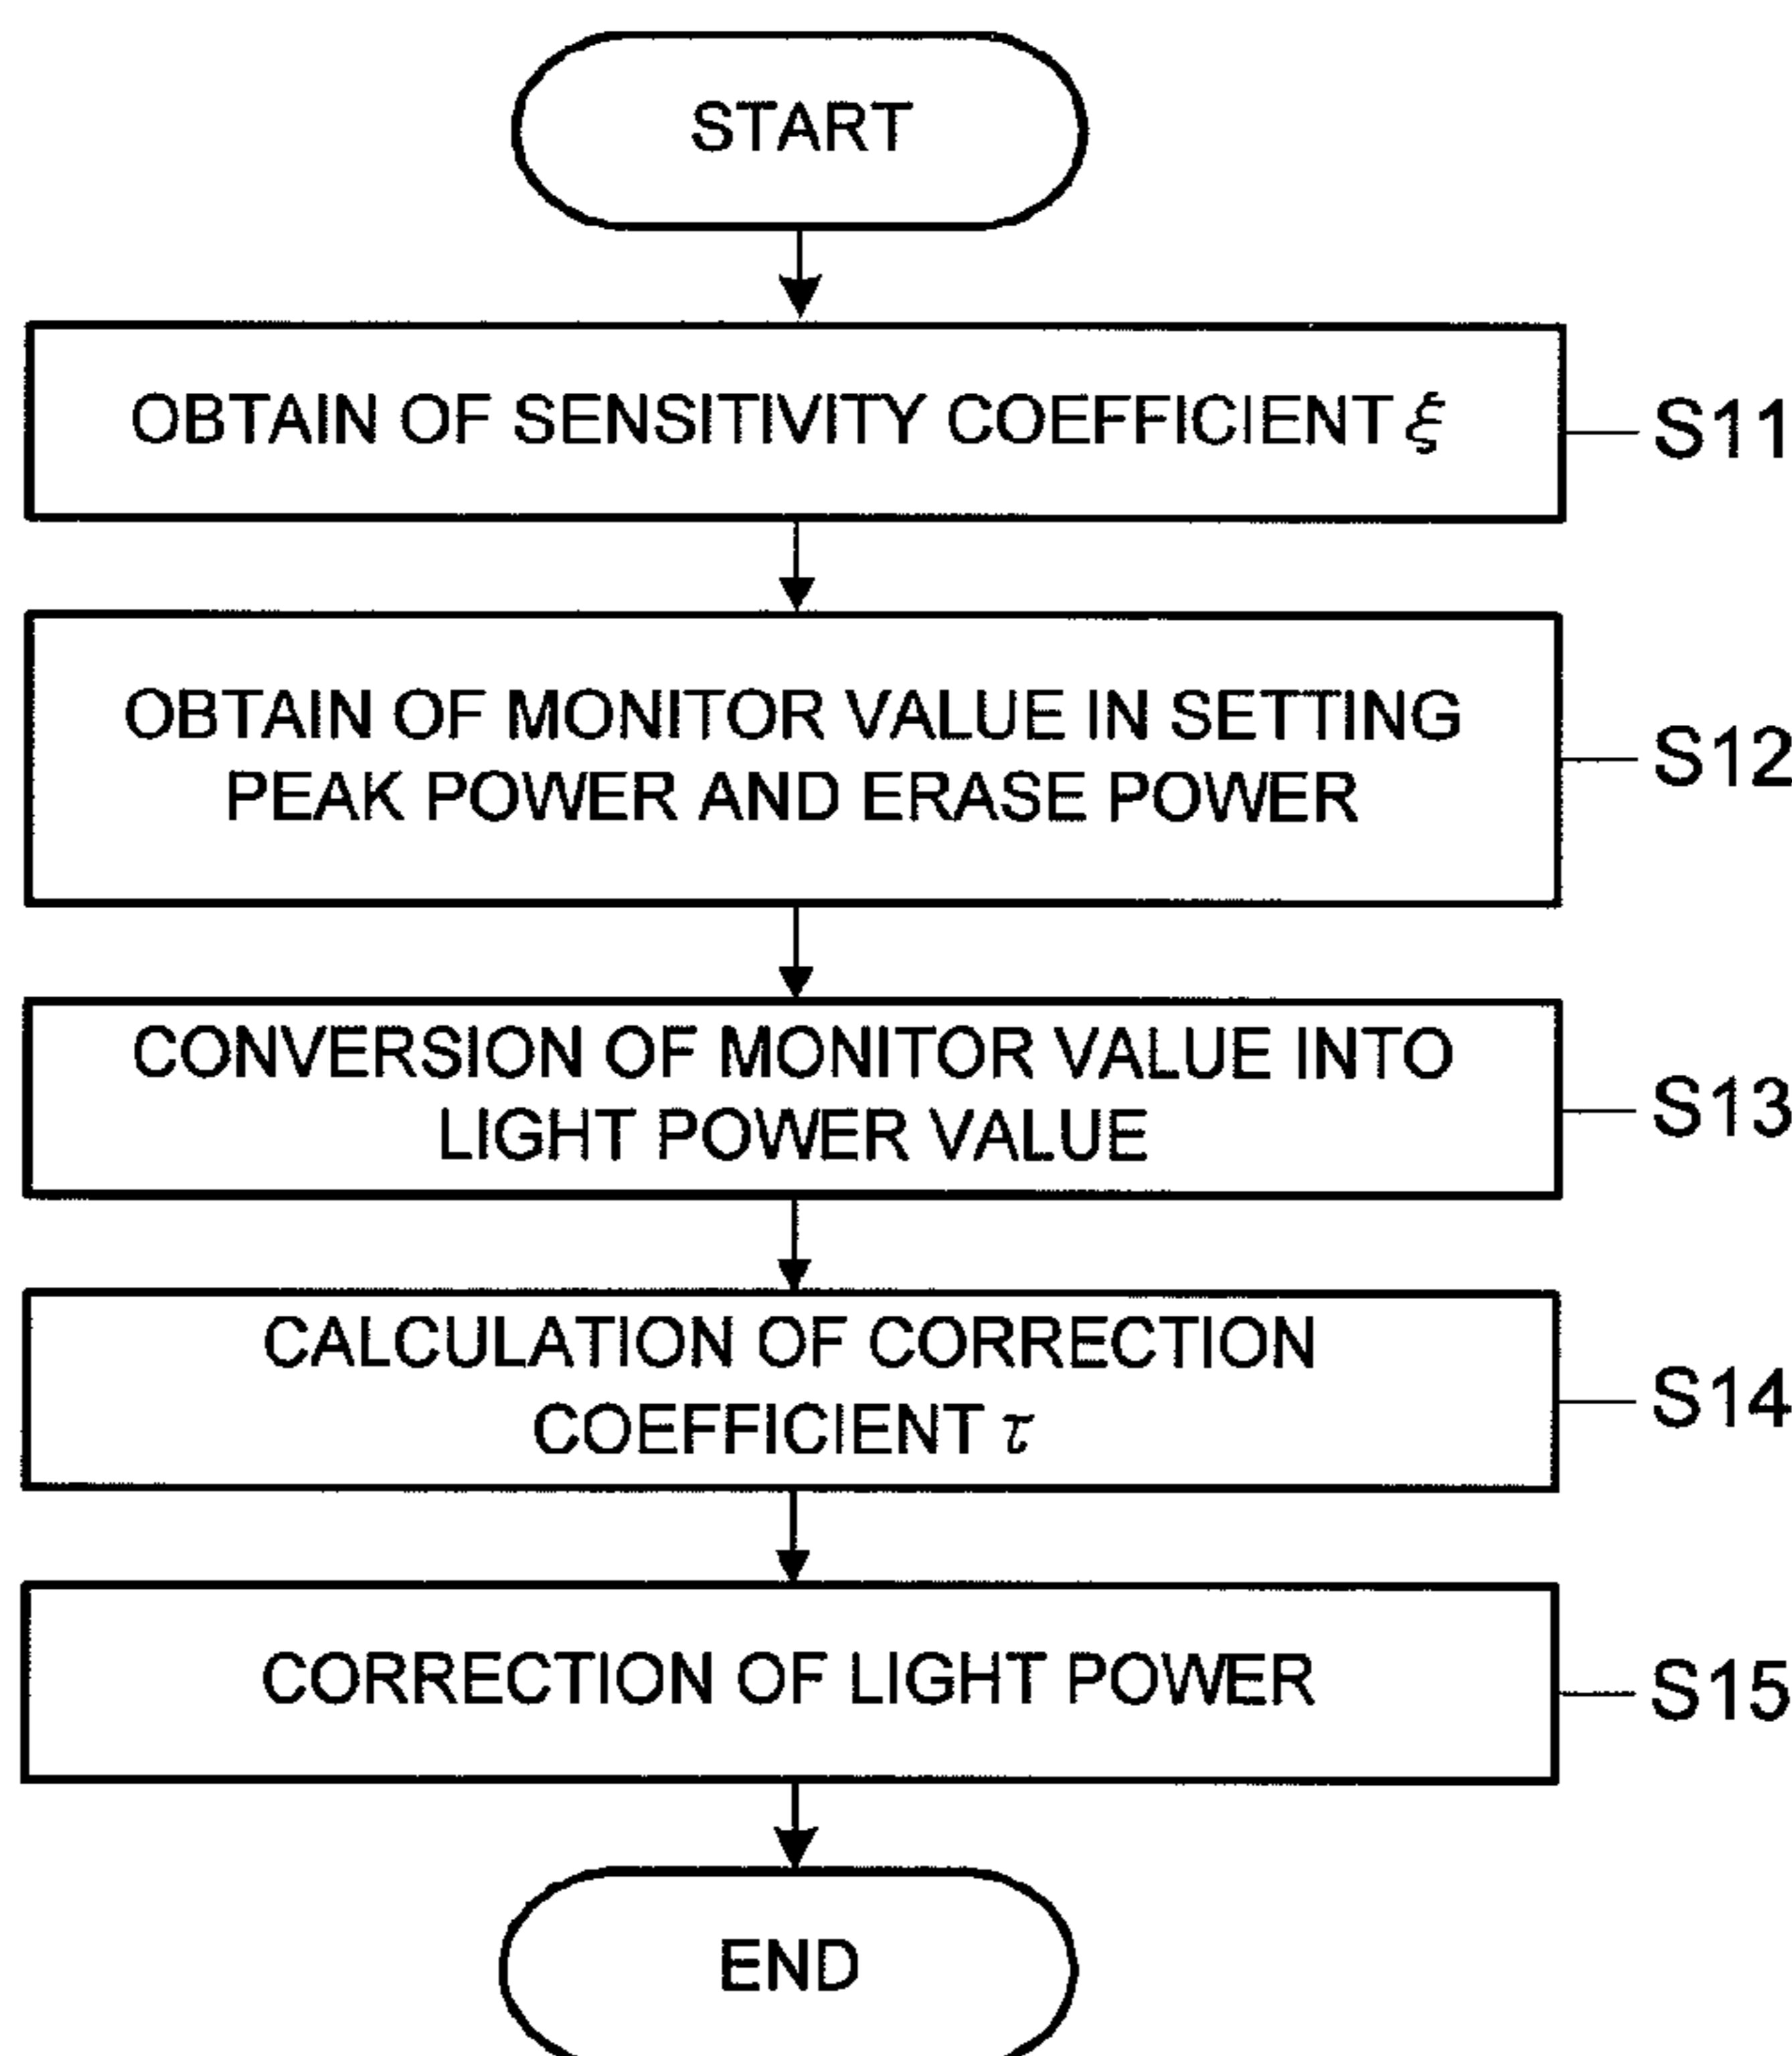 START
OBTAIN OF SENSITIVITY COEFFICIENT ξ
S11
OBTAIN OF MONITOR VALUE IN SETTING
PEAK POWER AND ERASE POWER
S12
CONVERSION OF MONITOR VALUE INTO
LIGHT POWER VALUE
S13
CALCULATION OF CORRECTION
COEFFICIENT τ
S14
CORRECTION OF LIGHT POWER
S15
END